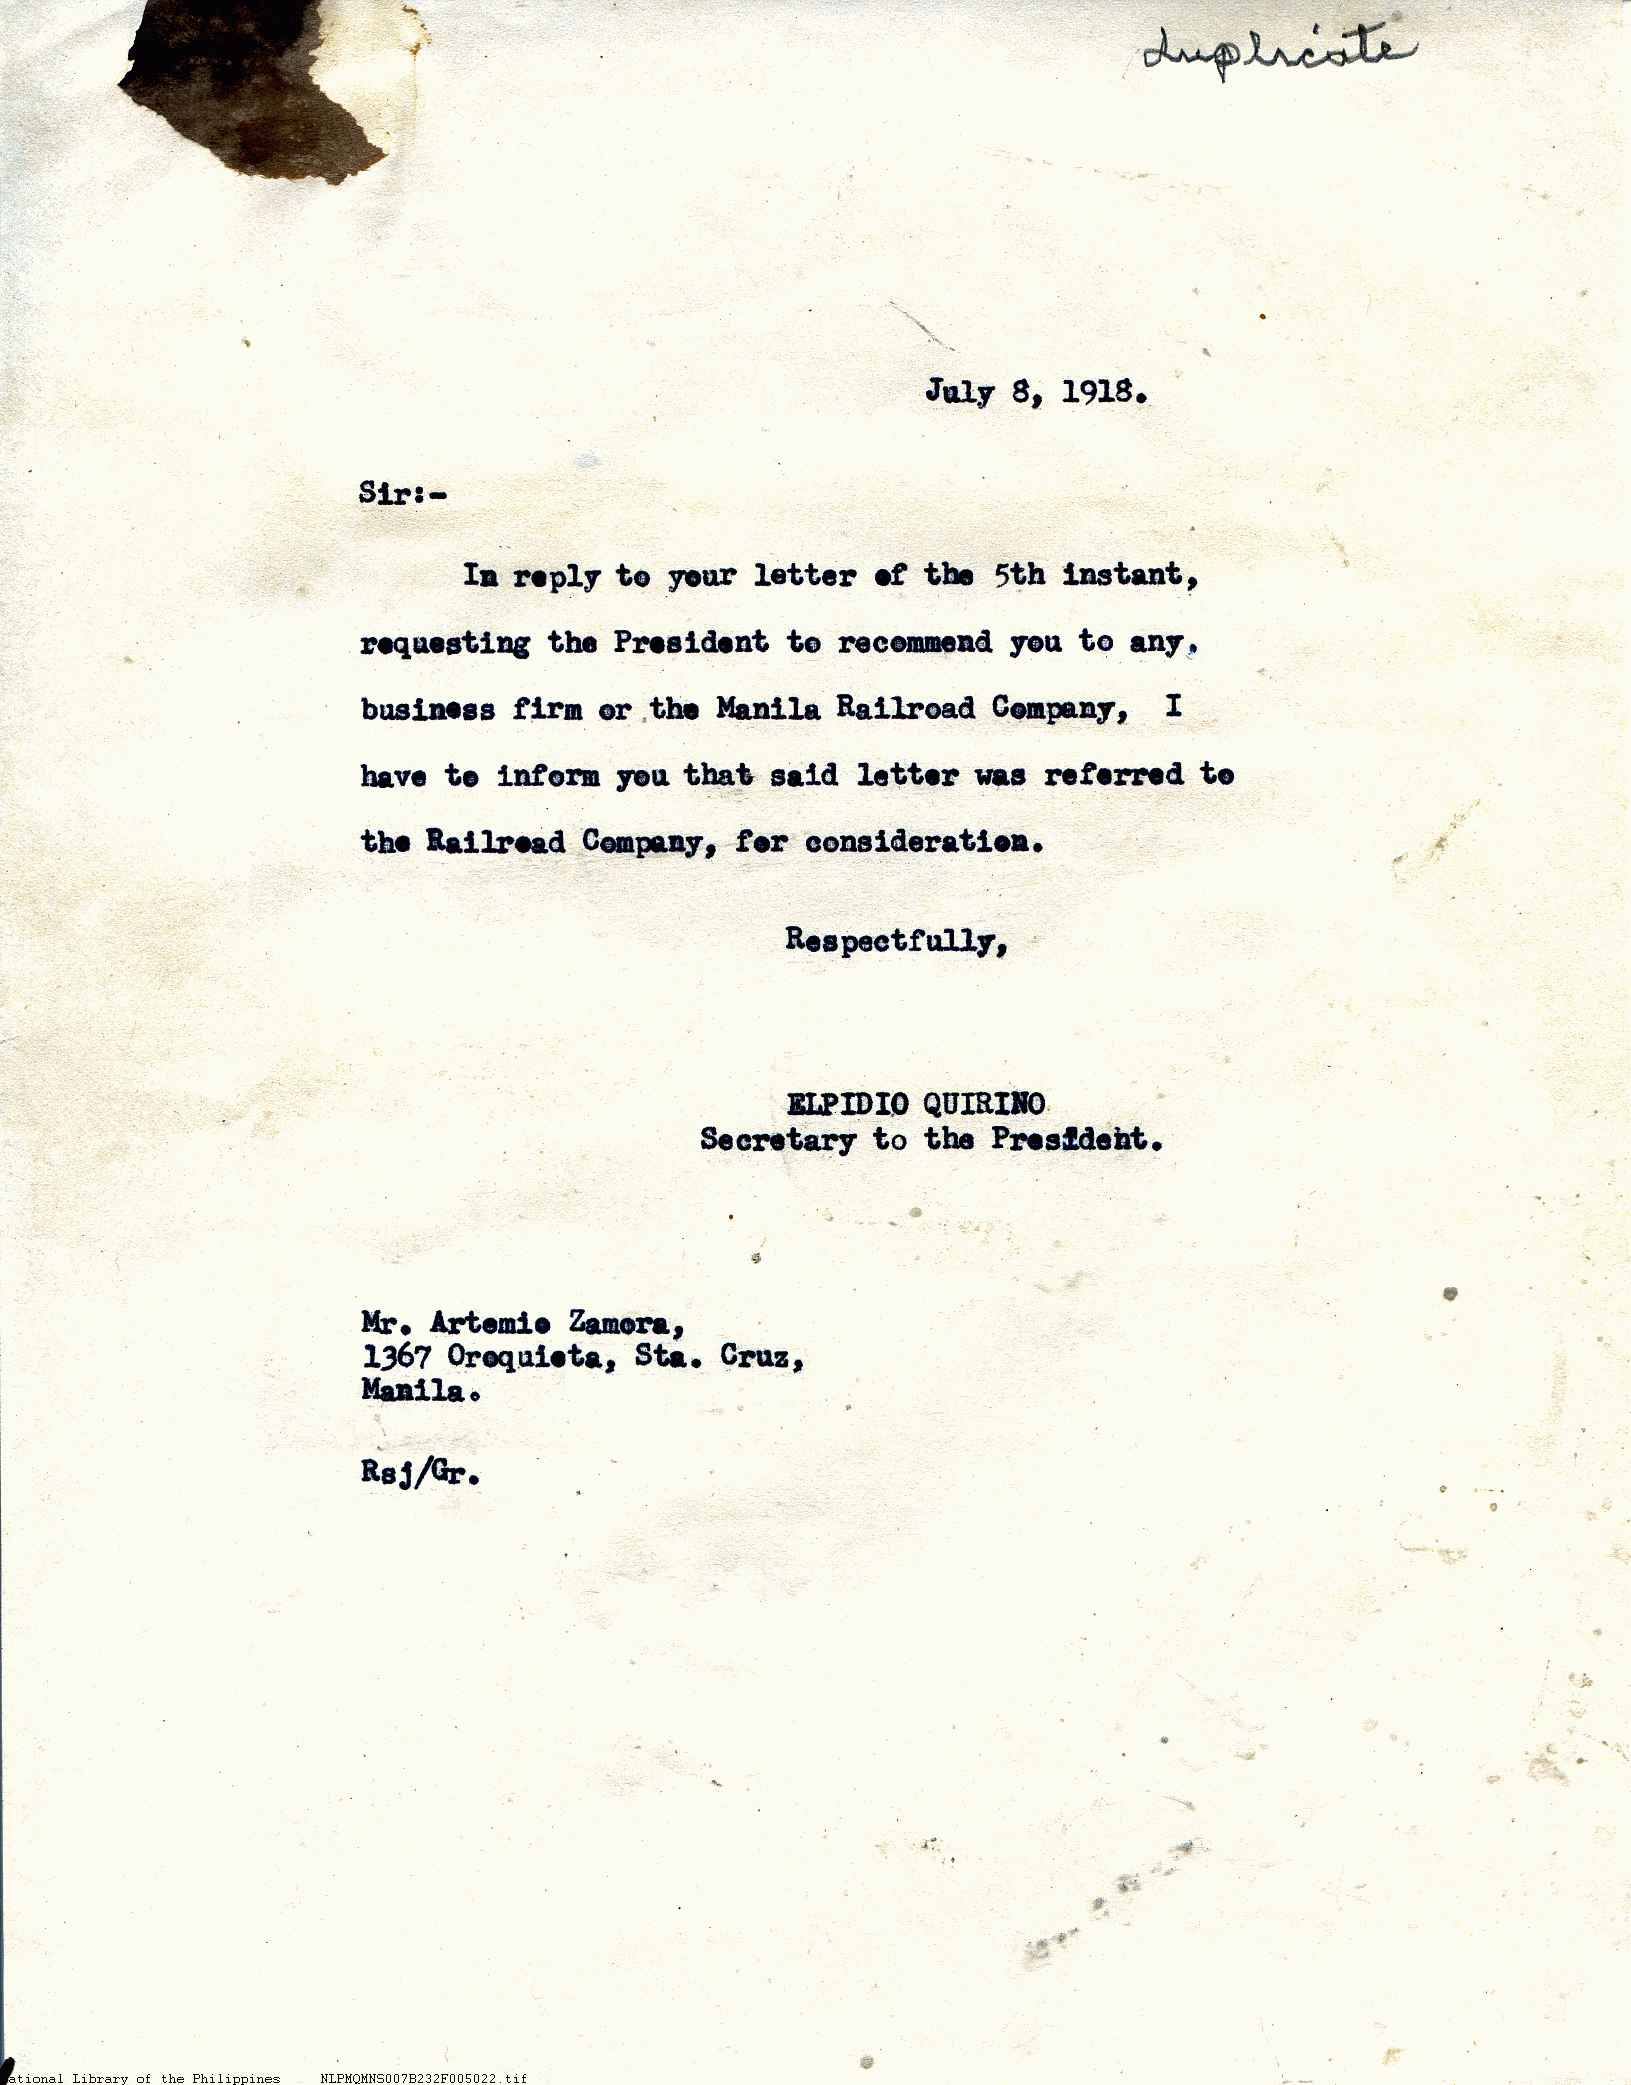 duplicate
July 8, 1918.
Sir:-
In reply to your letter of the 5th instant,
requesting the President to recommend you to any.
business firm or the Manila Railroad Company, I
have to inform you that said letter was referred to
the Railroad Company, for consideration.
Respectfully,
ELPIDIO QUIRINO
Secretary to the President.
Mr. Artemio Zamora,
1367 Oroquieta, Sta. Cruz,
Manila.
Rsj/Gr.
ational Library of the Philippines NLPMQMNS007B232F005022.tif